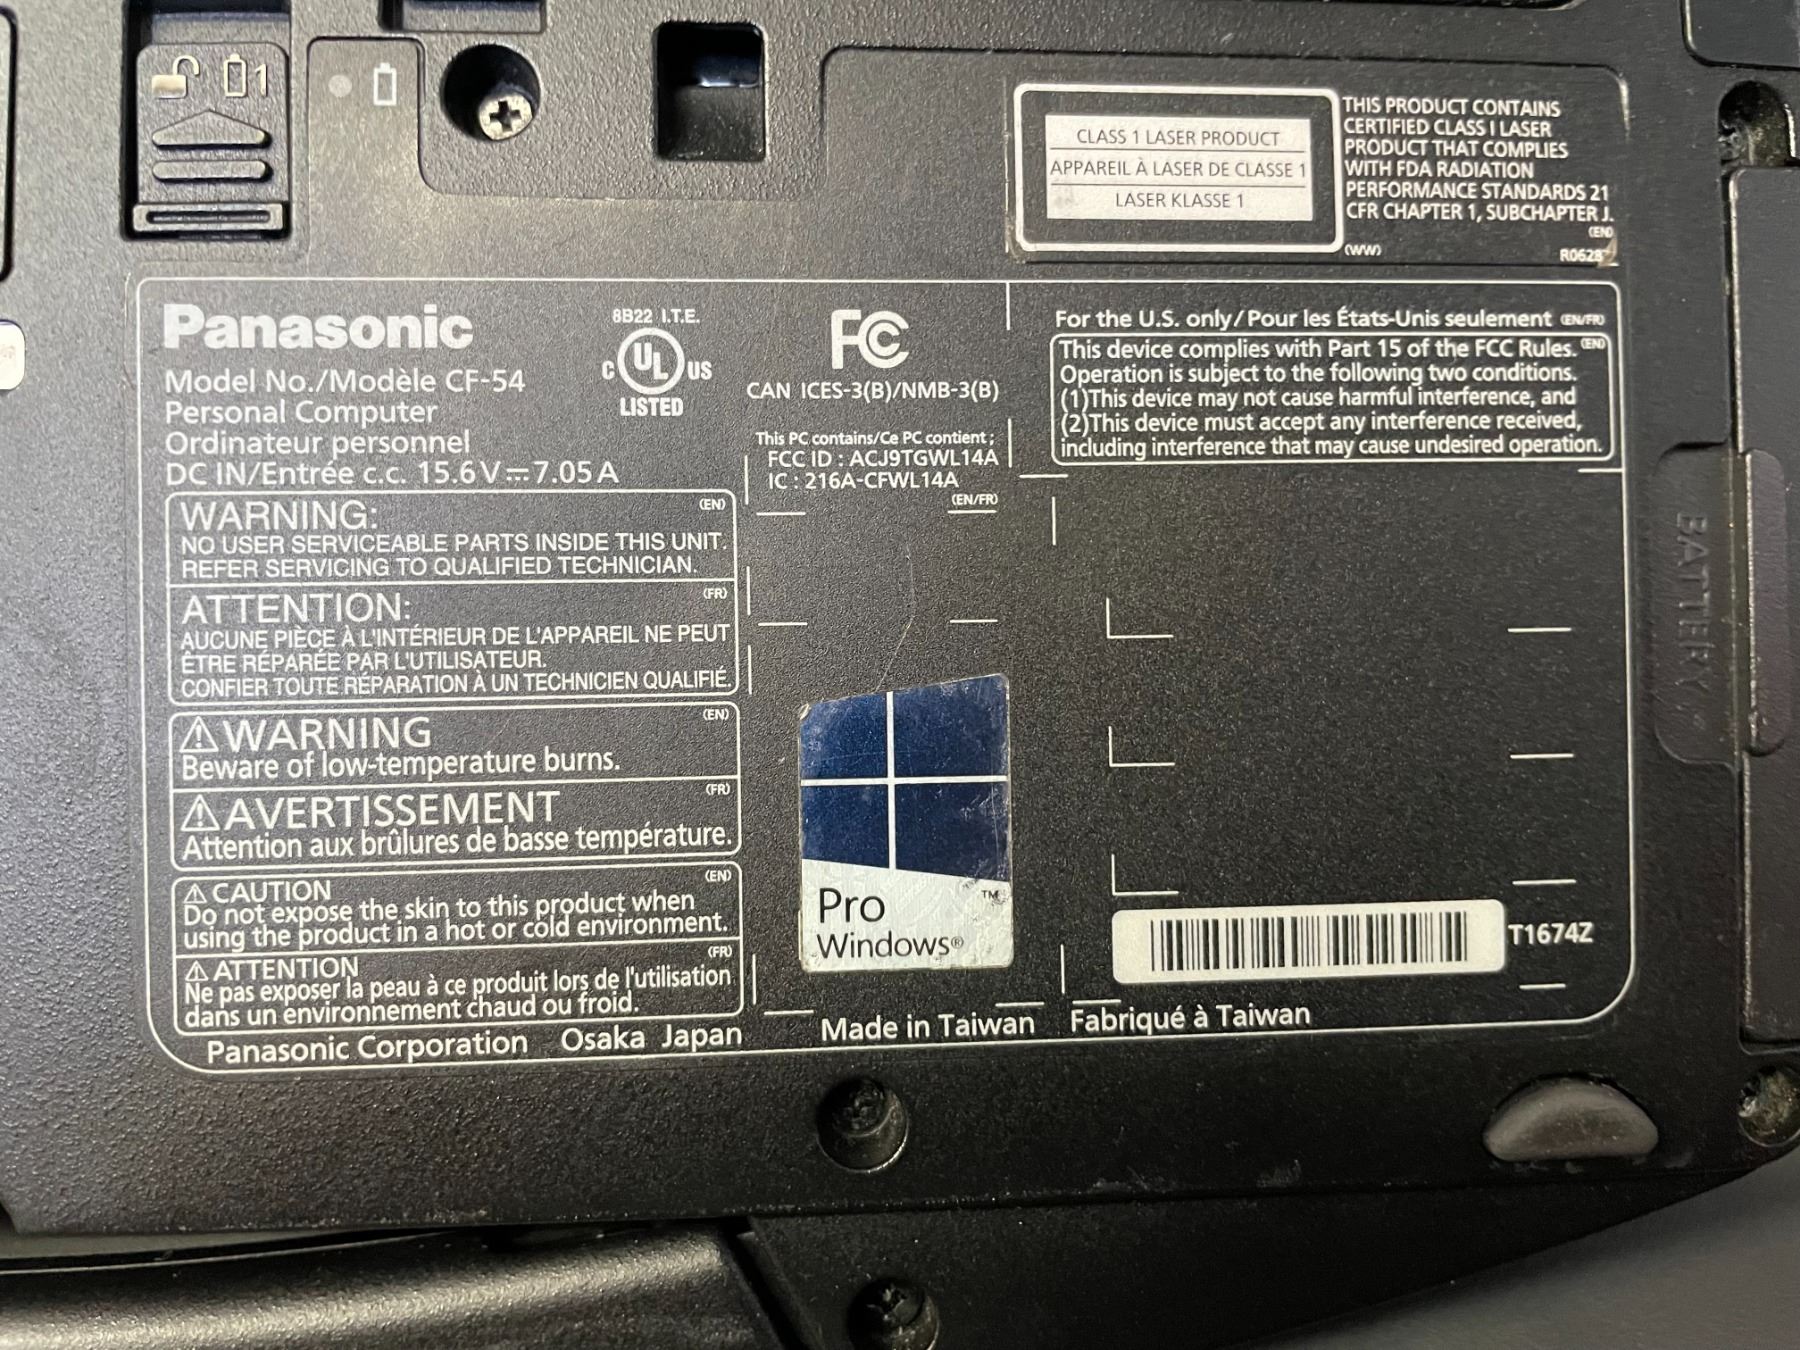 1
CLASS 1 LASER PRODUCT
APPAREIL À LASER DE CLASSE 1
LASER KLASSE 1
THIS PRODUCT CONTAINS
CERTIFIED CLASS I LASER
PRODUCT THAT COMPLIES
WITH FDA RADIATION
PERFORMANCE STANDARDS 21
CFR CHAPTER 1, SUBCHAPTER J.
(EN)
(WW)
Panasonic
Model No./Modèle CF-54
Personal Computer
Ordinateur personnel
DC IN/Entrée c.c. 15.6V⎓7.05A
6B22 I.T.E.
C UL US
LISTED
FC
CAN ICES-3(B)/NMB-3(B)
This PC contains/Ce PC contient ;
FCC ID : ACJ9TGWL14A
IC : 216A-CFWL14A
(EN/FR)
For the U.S. only/Pour les États-Unis seulement (EN/FR)
This device complies with Part 15 of the FCC Rules. (EN)
Operation is subject to the following two conditions.
(1)This device may not cause harmful interference, and
(2)This device must accept any interference received,
including interference that may cause undesired operation.
WARNING: (EN)
NO USER SERVICEABLE PARTS INSIDE THIS UNIT.
REFER SERVICING TO QUALIFIED TECHNICIAN.
ATTENTION: (FR)
AUCUNE PIÈCE À L'INTÉRIEUR DE L'APPAREIL NE PEUT
ÊTRE RÉPARÉE PAR L'UTILISATEUR.
CONFIER TOUTE RÉPARATION À UN TECHNICIEN QUALIFIÉ.
⚠WARNING (EN)
Beware of low-temperature burns.
⚠AVERTISSEMENT (FR)
Attention aux brûlures de basse température.
⚠CAUTION (EN)
Do not expose the skin to this product when
using the product in a hot or cold environment.
⚠ATTENTION (FR)
Ne pas exposer la peau à ce produit lors de l'utilisation
dans un environnement chaud ou froid.
Panasonic Corporation Osaka Japan
Pro ™
Windows®
Made in Taiwan Fabriqué à Taiwan
T1674Z
BATTERY